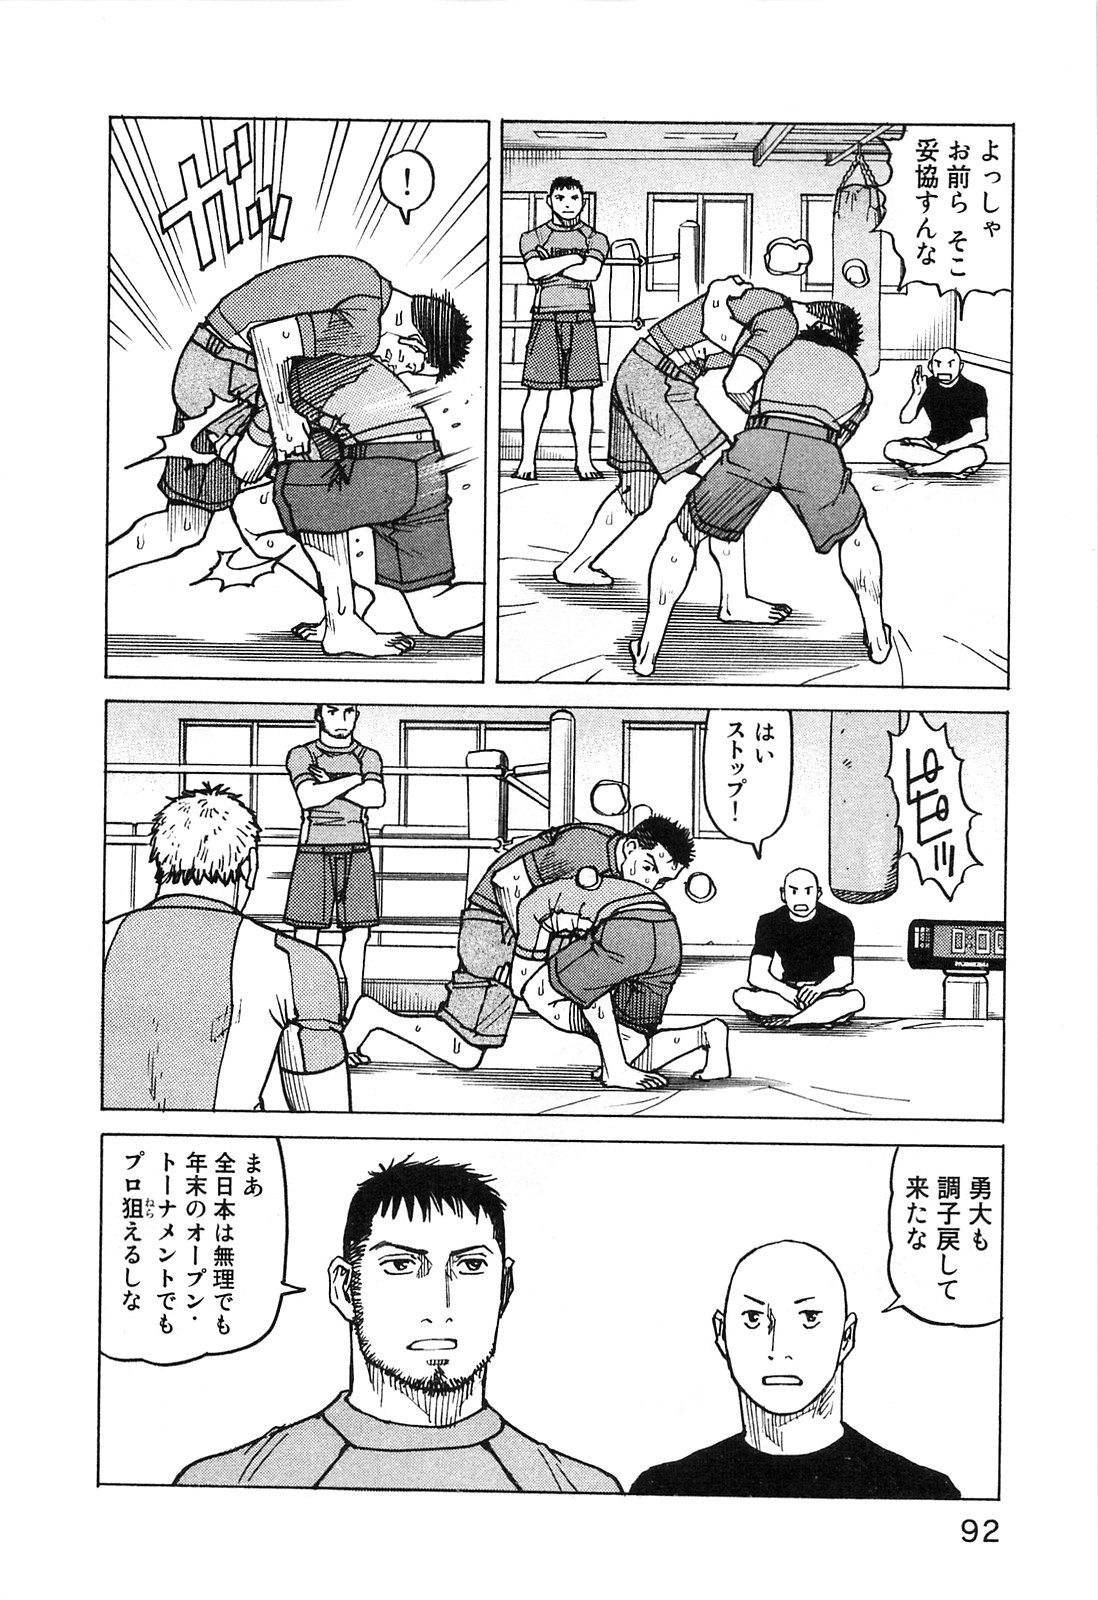 よっしゃ
お前ら そこ
妥協すんな
!
ガガッ
ピピピーッ
はい
ストップ!
勇大も
調子戻して
来たな
まあ
全日本は無理でも
年末のオープン・
トーナメントでも
プロ狙えるしな
ねら
92